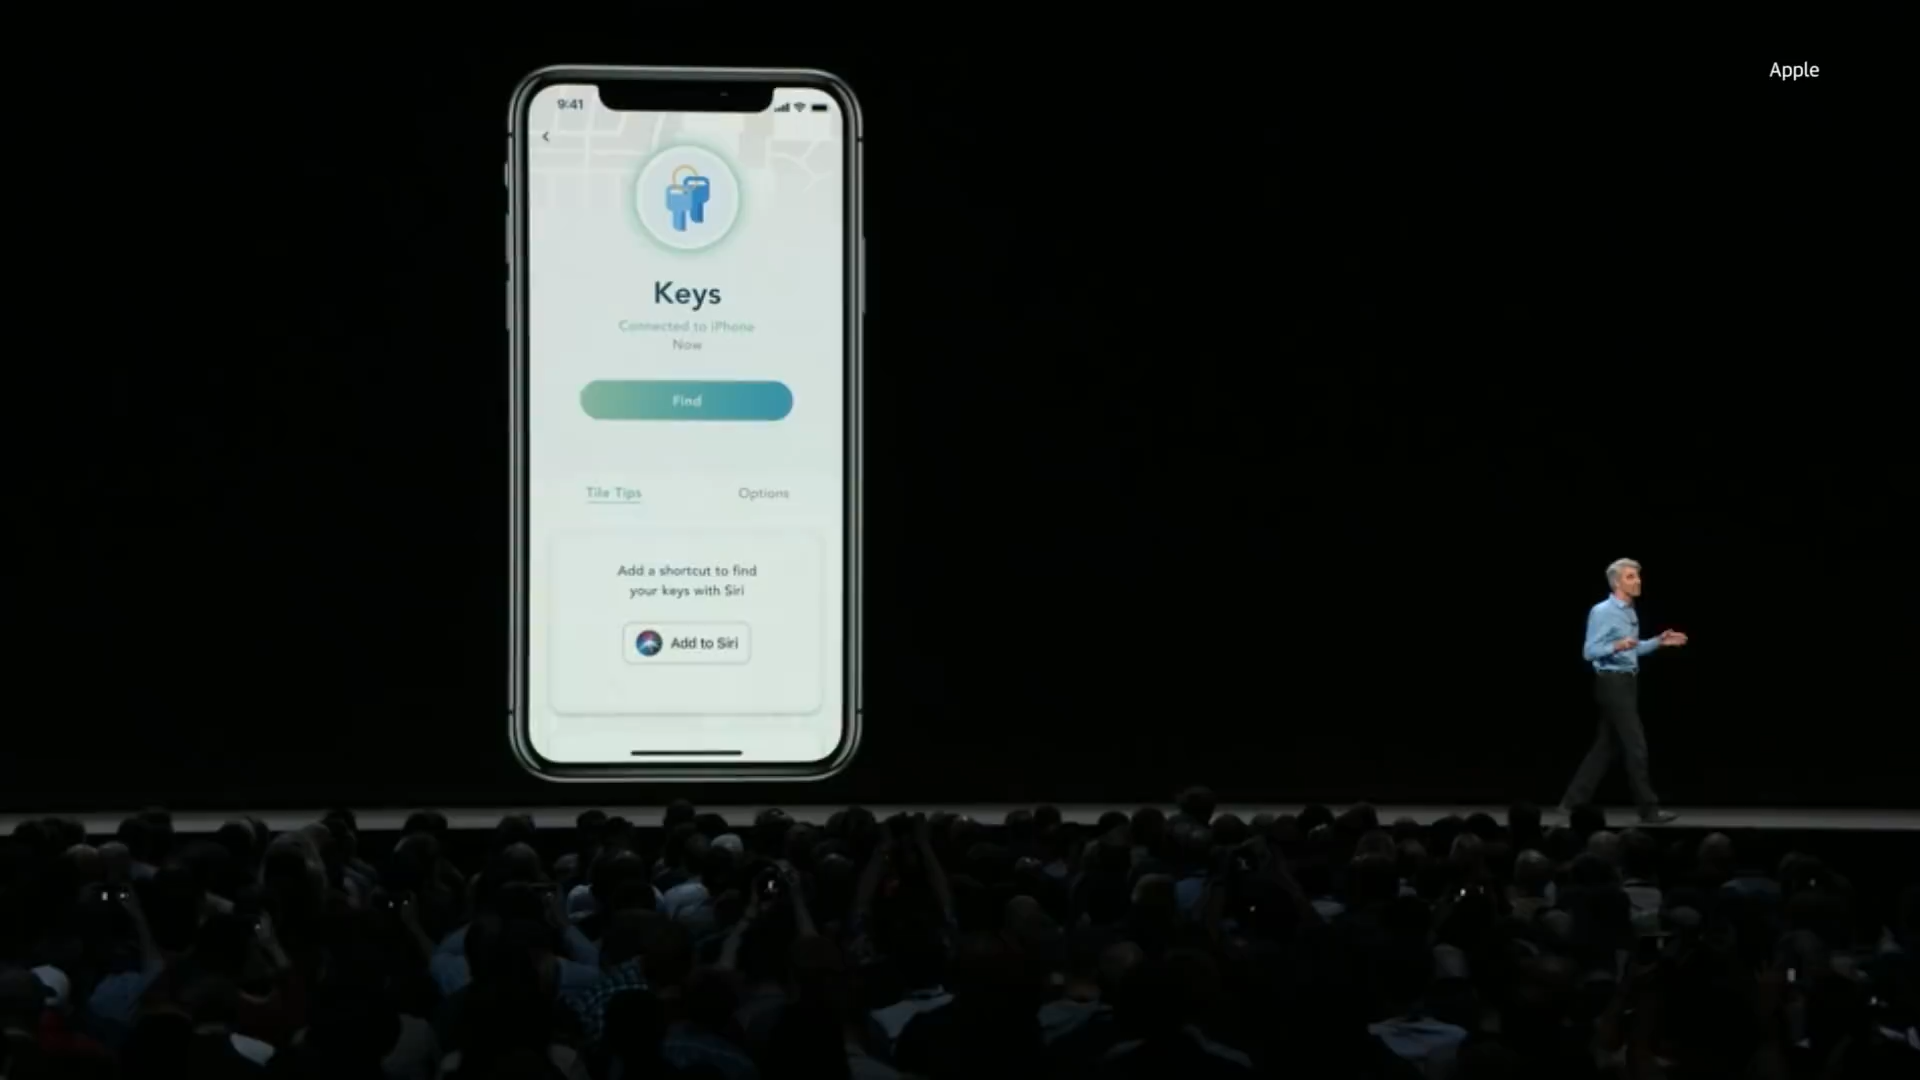 Apple
9:41
Keys
Connected to iPhone
Now
Find
Tile Tips
Options
Add a shortcut to find
your keys with Siri
Add to Siri